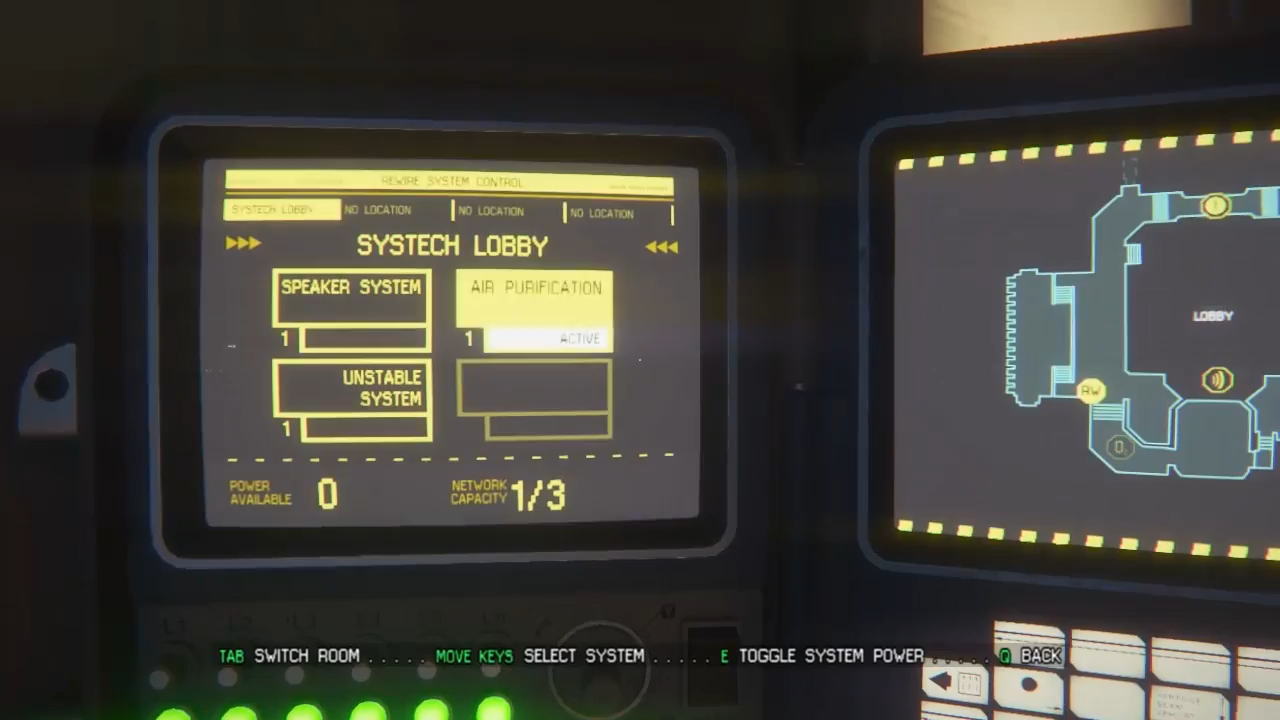 REWIRE SYSTEM CONTROL
SYSTECH LOBBY NO LOCATION NO LOCATION NO LOCATION
SYSTECH LOBBY
SPEAKER SYSTEM AIR PURIFICATION
1 1 ACTIVE
UNSTABLE
SYSTEM
1
POWER
AVAILABLE 0
NETWORK
CAPACITY 1/3
LOBBY
RW
TAB SWITCH ROOM ..... MOVE KEYS SELECT SYSTEM ..... E TOGGLE SYSTEM POWER ..... Q BACK